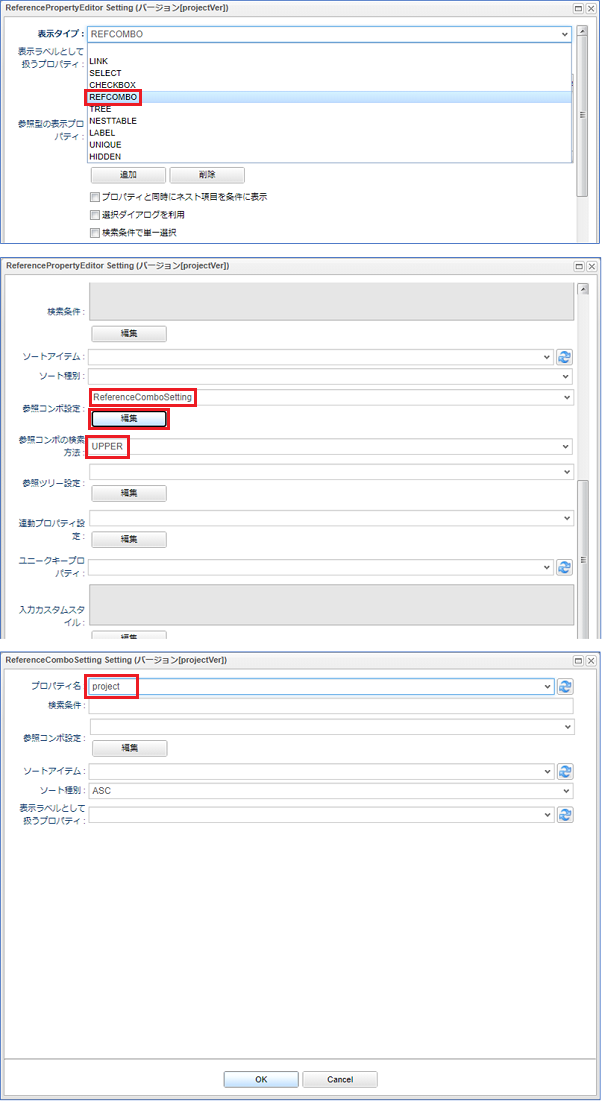 ReferencePropertyEditor Setting (バージョン[projectVer])
表示タイプ : REFCOMBO
表示ラベルとして
扱うプロパティ :
LINK
SELECT
CHECKBOX
REFCOMBO
TREE
NESTTABLE
LABEL
UNIQUE
HIDDEN
参照型の表示プロ
パティ :
追加 削除
プロパティと同時にネスト項目を条件に表示
選択ダイアログを利用
検索条件で単一選択
ReferencePropertyEditor Setting (バージョン[projectVer])
検索条件 :
編集
ソートアイテム :
ソート種別 :
ReferenceComboSetting
参照コンボ設定 :
編集
参照コンボの検索
方法 :
UPPER
参照ツリー設定 :
編集
連動プロパティ設
定 :
編集
ユニークキープロ
パティ :
入力カスタムスタ
イル :
編集
ReferenceComboSetting Setting (バージョン[projectVer])
プロパティ名 : project
検索条件 :
参照コンボ設定 :
編集
ソートアイテム :
ソート種別 : ASC
表示ラベルとして
扱うプロパティ :
OK Cancel